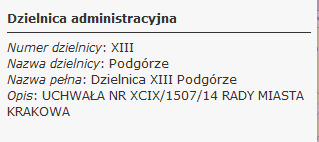 Dzielnica administracyjna
Numer dzielnicy: XIII
Nazwa dzielnicy: Podgórze
Nazwa pełna: Dzielnica XIII Podgórze
Opis: UCHWAŁA NR XCIX/1507/14 RADY MIASTA
KRAKOWA